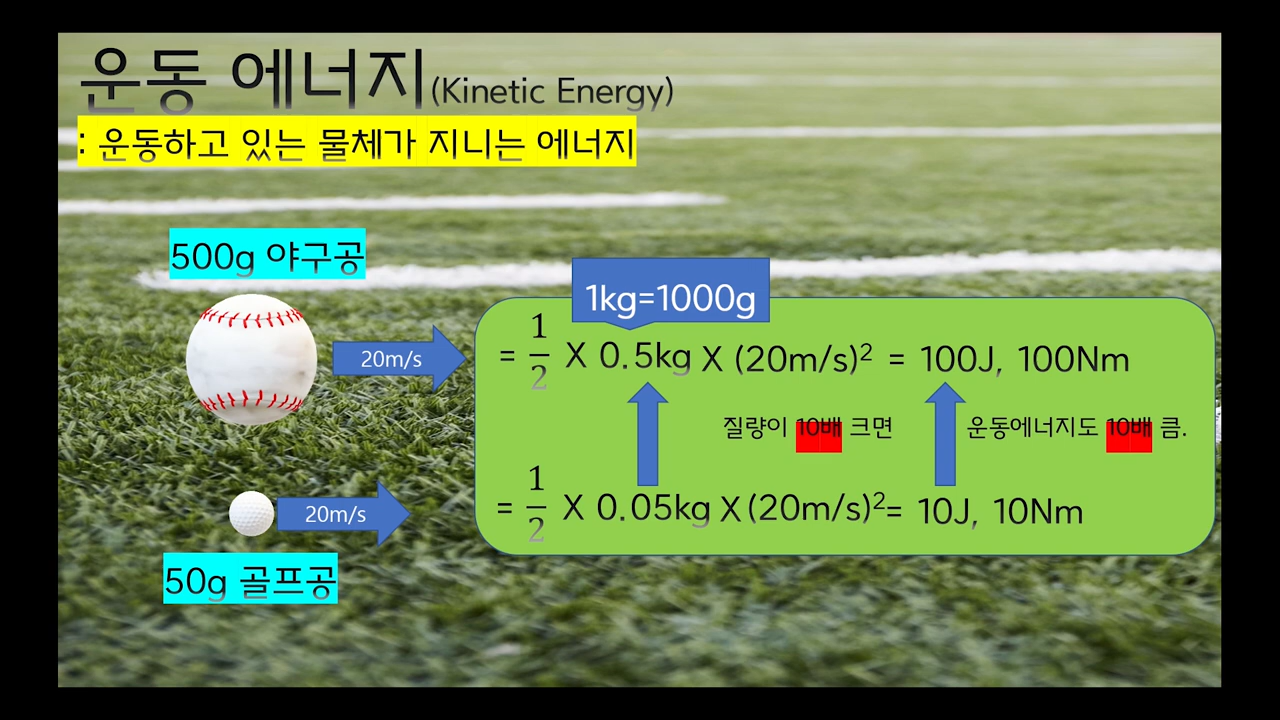 운동 에너지(Kinetic Energy)
: 운동하고 있는 물체가 지니는 에너지
500g 야구공
1kg=1000g
20m/s
= 1/2 X 0.5kg X (20m/s)² = 100J, 100Nm
질량이 10배 크면
운동에너지도 10배 큼.
20m/s
= 1/2 X 0.05kg X (20m/s)²= 10J, 10Nm
50g 골프공